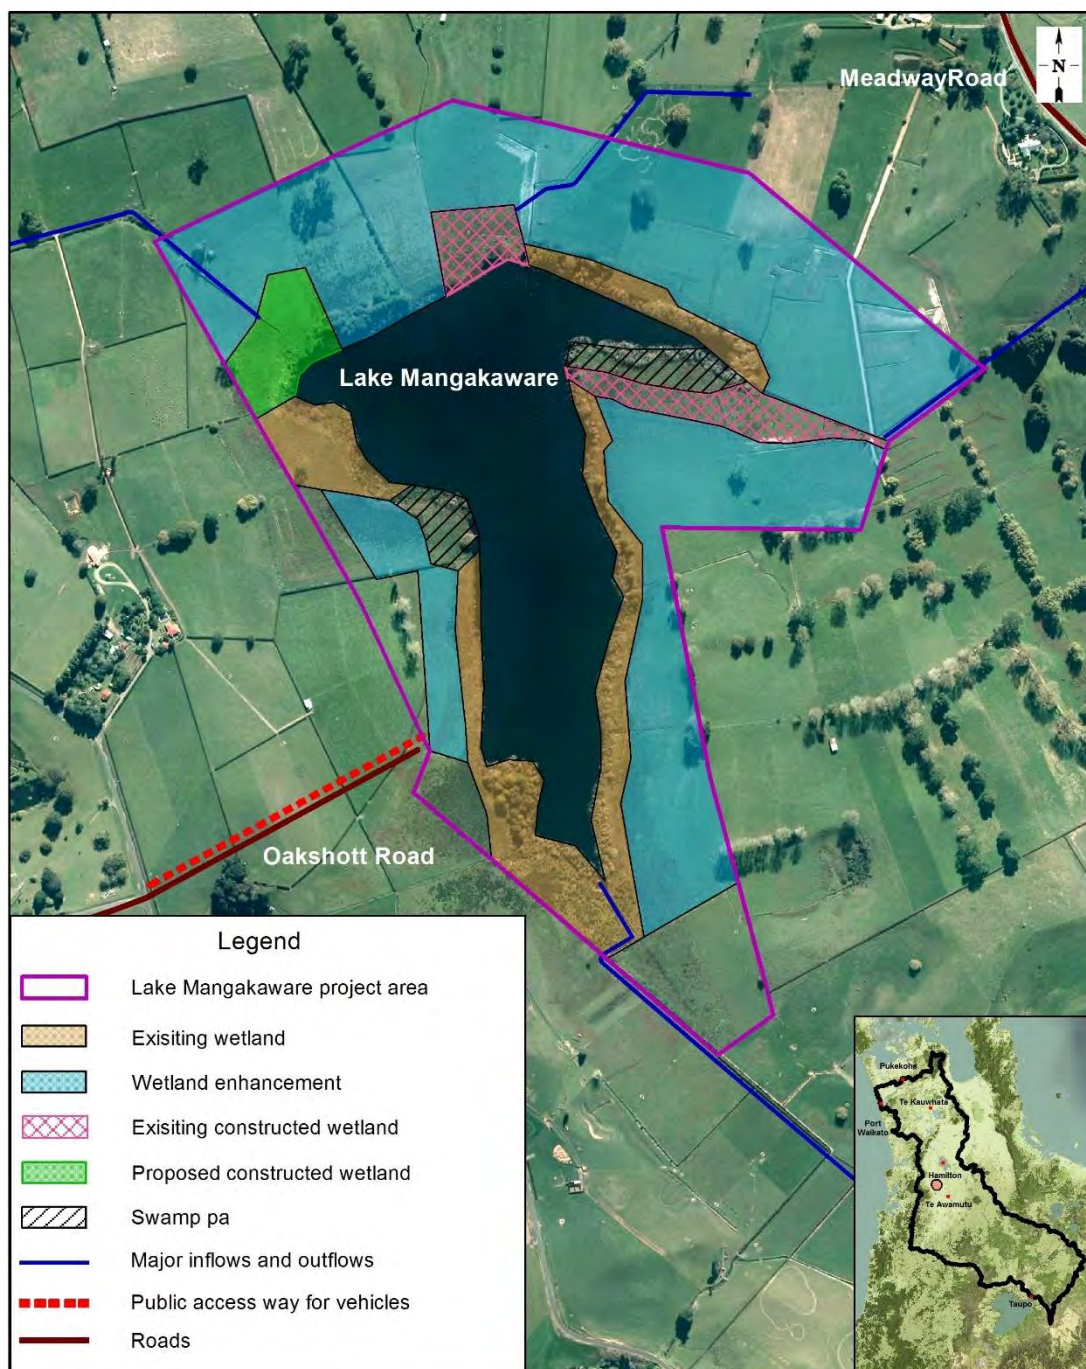 N
MeadwayRoad
Lake Mangakaware
Oakshott Road
Legend
Lake Mangakaware project area
Exisiting wetland
Wetland enhancement
Exisiting constructed wetland
Proposed constructed wetland
Swamp pa
Major inflows and outflows
Public access way for vehicles
Roads
Pukekohe
Te Kauwhata
Port
Waikato
Hamilton
Te Awamutu
Taupo